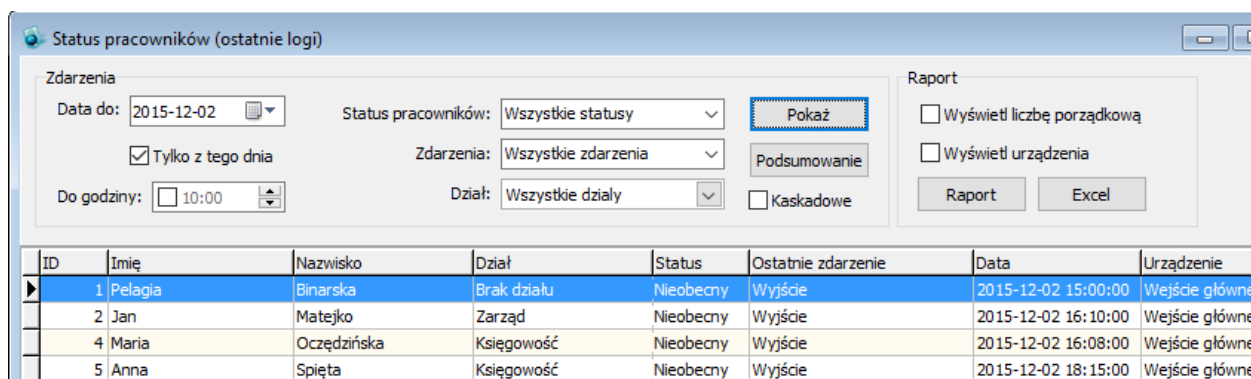 Status pracowników (ostatnie logi)
Zdarzenia
Data do: 2015-12-02
Tylko z tego dnia
Do godziny: 10:00
Status pracowników: Wszystkie statusy
Zdarzenia: Wszystkie zdarzenia
Dział: Wszystkie dzialy
Pokaż
Podsumowanie
Kaskadowe
Raport
Wyświetl liczbę porządkową
Wyświetl urządzenia
Raport Excel
ID Imię Nazwisko Dział Status Ostatnie zdarzenie Data Urządzenie
1 Pelagia Binarska Brak działu Nieobecny Wyjście 2015-12-02 15:00:00 Wejście główne
2 Jan Matejko Zarząd Nieobecny Wyjście 2015-12-02 16:10:00 Wejście główne
4 Maria Oczędzińska Księgowość Nieobecny Wyjście 2015-12-02 16:08:00 Wejście główne
5 Anna Spięta Księgowość Nieobecny Wyjście 2015-12-02 18:15:00 Wejście główne